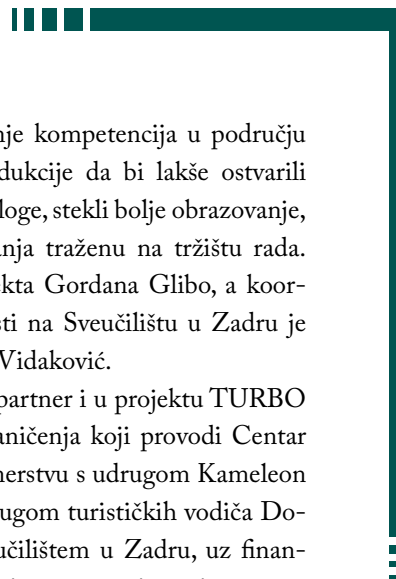 nje kompetencija u području
dukcije da bi lakše ostvarili
loge, stekli bolje obrazovanje,
anja traženu na tržištu rada.
ekta Gordana Glibo, a koor-
sti na Sveučilištu u Zadru je
Vidaković.
partner i u projektu TURBO
aničenja koji provodi Centar
nerstvu s udrugom Kameleon
ugom turističkih vodiča Do-
učilištem u Zadru, uz finan-